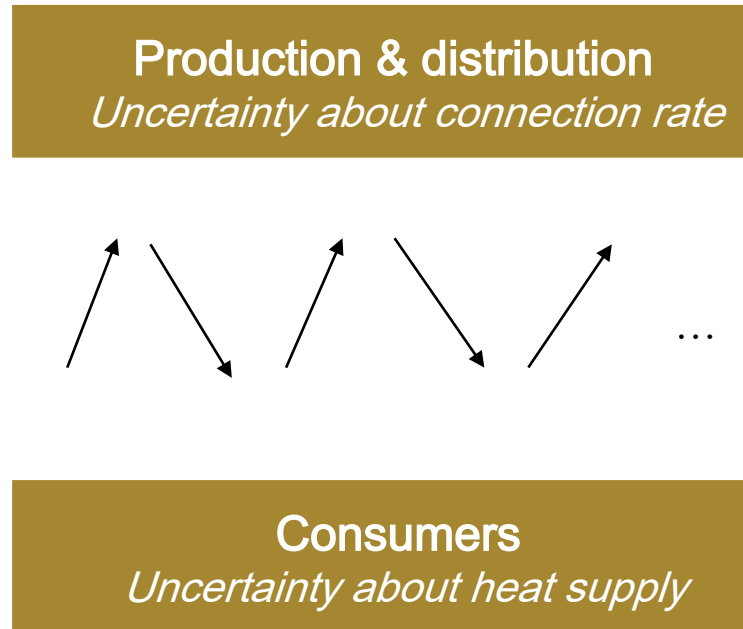 Production & distribution
Uncertainty about connection rate
...
Consumers
Uncertainty about heat supply